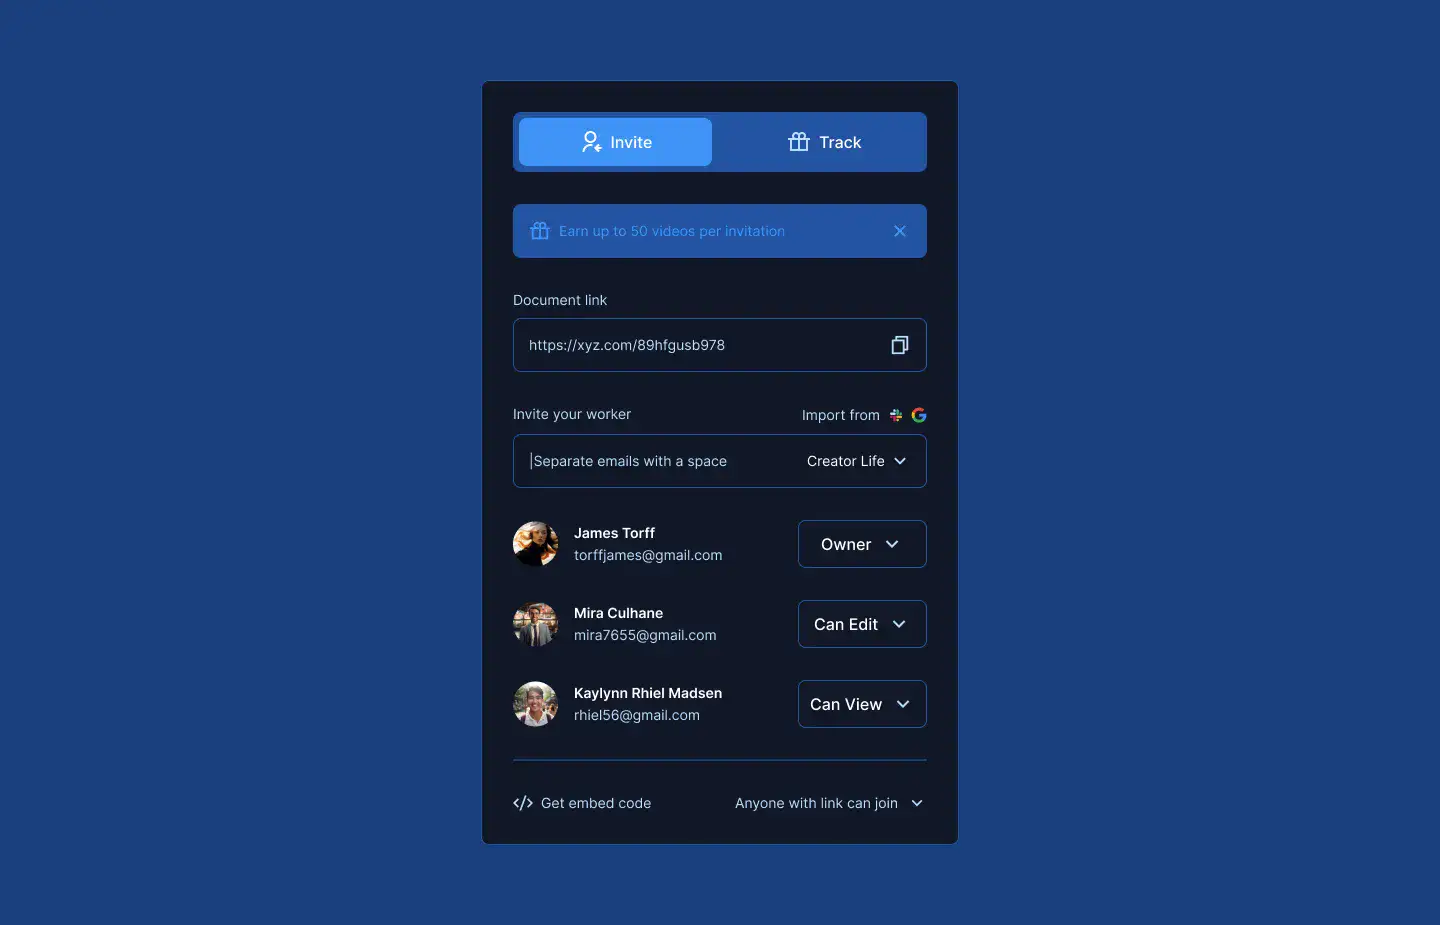 Invite
Track
Earn up to 50 videos per invitation
Document link
https://xyz.com/89hfgusb978
Invite your worker
Import from
Separate emails with a space
Creator Life
James Torff
torffjames@gmail.com
Owner
Mira Culhane
mira7655@gmail.com
Can Edit
Kaylynn Rhiel Madsen
rhiel56@gmail.com
Can View
Get embed code
Anyone with link can join